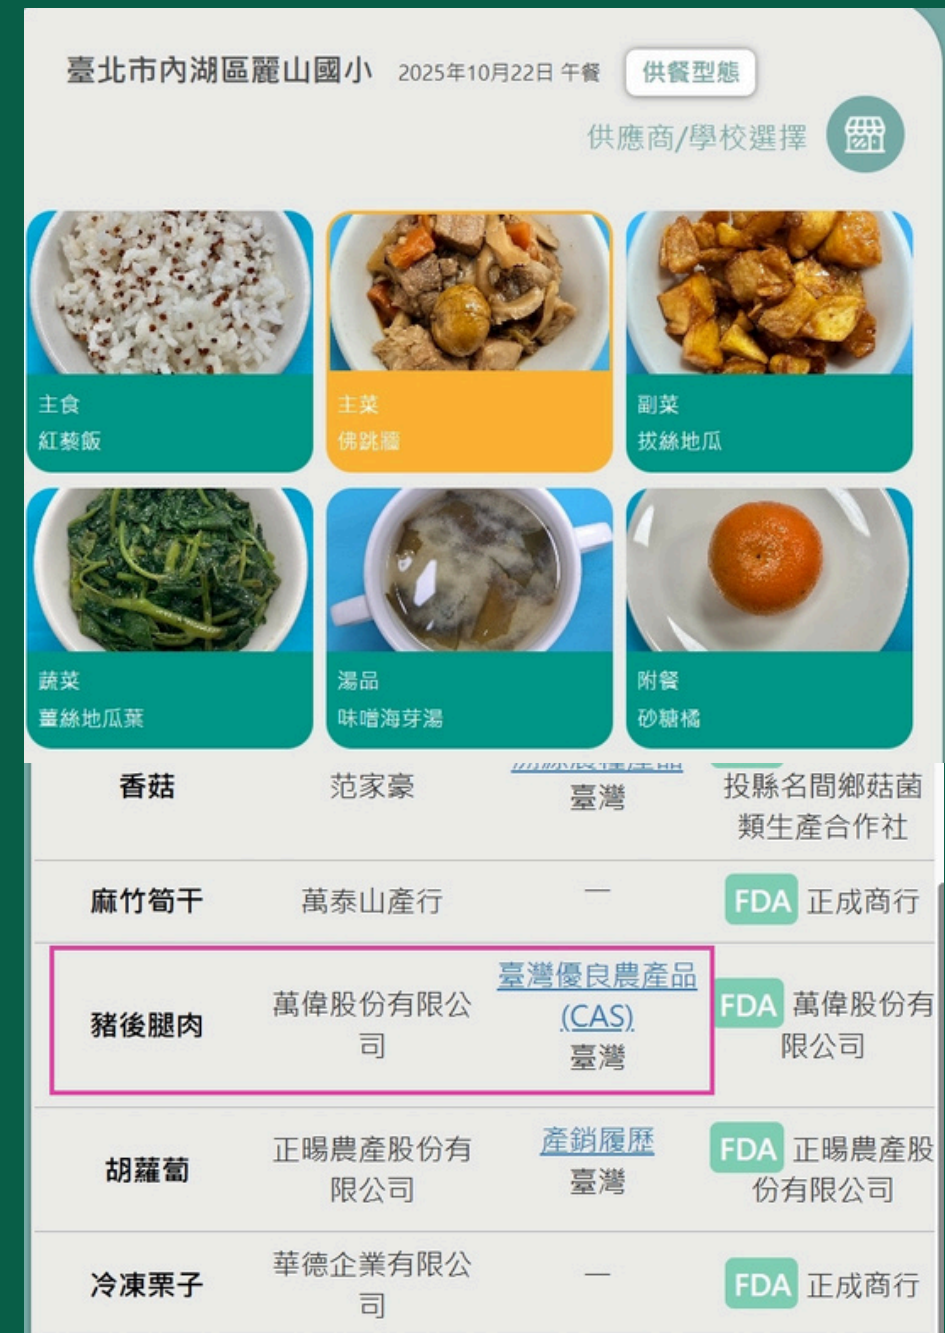 臺北市內湖區麗山國小 2025年10月22日 午餐 供餐型態
供應商/學校選擇
主食
紅藜飯
主菜
佛跳牆
副菜
拔絲地瓜
蔬菜
薑絲地瓜葉
湯品
味噌海芽湯
附餐
砂糖橘
香菇 范家豪 臺灣 投縣名間鄉菇菌
類生產合作社
麻竹筍干 萬泰山產行 — FDA 正成商行
豬後腿肉 萬偉股份有限公
司 臺灣優良農產品
(CAS)
臺灣 FDA 萬偉股份有
限公司
胡蘿蔔 正暘農產股份有
限公司 產銷履歷
臺灣 FDA 正暘農產股
份有限公司
冷凍栗子 華德企業有限公
司 — FDA 正成商行